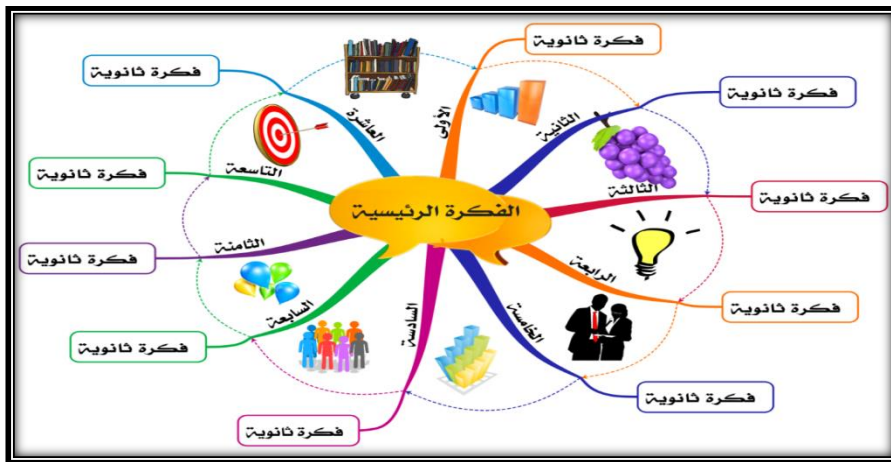 الفكرة الرئيسية
الأولى
فكرة ثانوية
الثانية
فكرة ثانوية
الثالثة
فكرة ثانوية
الرابعة
فكرة ثانوية
الخامسة
فكرة ثانوية
السادسة
فكرة ثانوية
السابعة
فكرة ثانوية
الثامنة
فكرة ثانوية
التاسعة
فكرة ثانوية
العاشرة
فكرة ثانوية